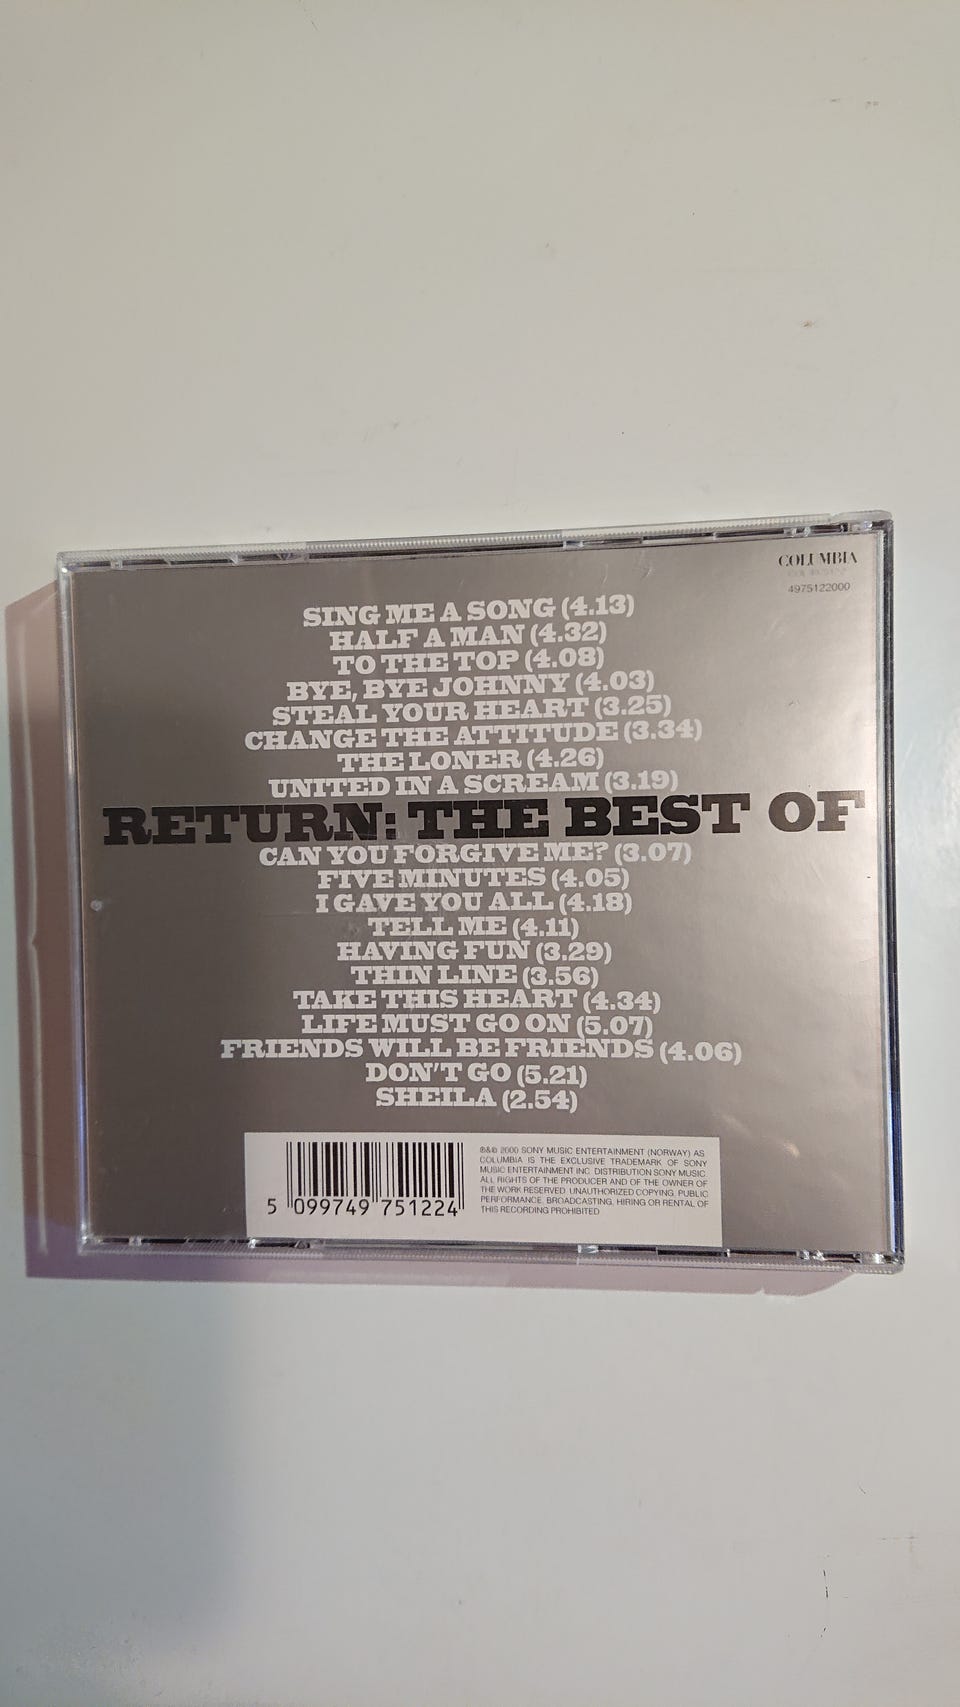 COLUMBIA
4975122000
SING ME A SONG (4.13)
HALF A MAN (4.32)
TO THE TOP (4.08)
BYE, BYE JOHNNY (4.03)
STEAL YOUR HEART (3.25)
CHANGE THE ATTITUDE (3.34)
THE LONER (4.26)
UNITED IN A SCREAM (3.19)
RETURN: THE BEST OF
CAN YOU FORGIVE ME? (3.07)
FIVE MINUTES (4.05)
I GAVE YOU ALL (4.18)
TELL ME (4.11)
HAVING FUN (3.29)
THIN LINE (3.56)
TAKE THIS HEART (4.34)
LIFE MUST GO ON (5.07)
FRIENDS WILL BE FRIENDS (4.06)
DON'T GO (5.21)
SHEILA (2.54)
5 099749 751224
℗&© 2000 SONY MUSIC ENTERTAINMENT (NORWAY) AS
COLUMBIA IS THE EXCLUSIVE TRADEMARK OF SONY
MUSIC ENTERTAINMENT INC. DISTRIBUTION SONY MUSIC.
ALL RIGHTS OF THE PRODUCER AND OF THE OWNER OF
THE WORK RESERVED. UNAUTHORIZED COPYING, PUBLIC
PERFORMANCE, BROADCASTING, HIRING OR RENTAL OF
THIS RECORDING PROHIBITED